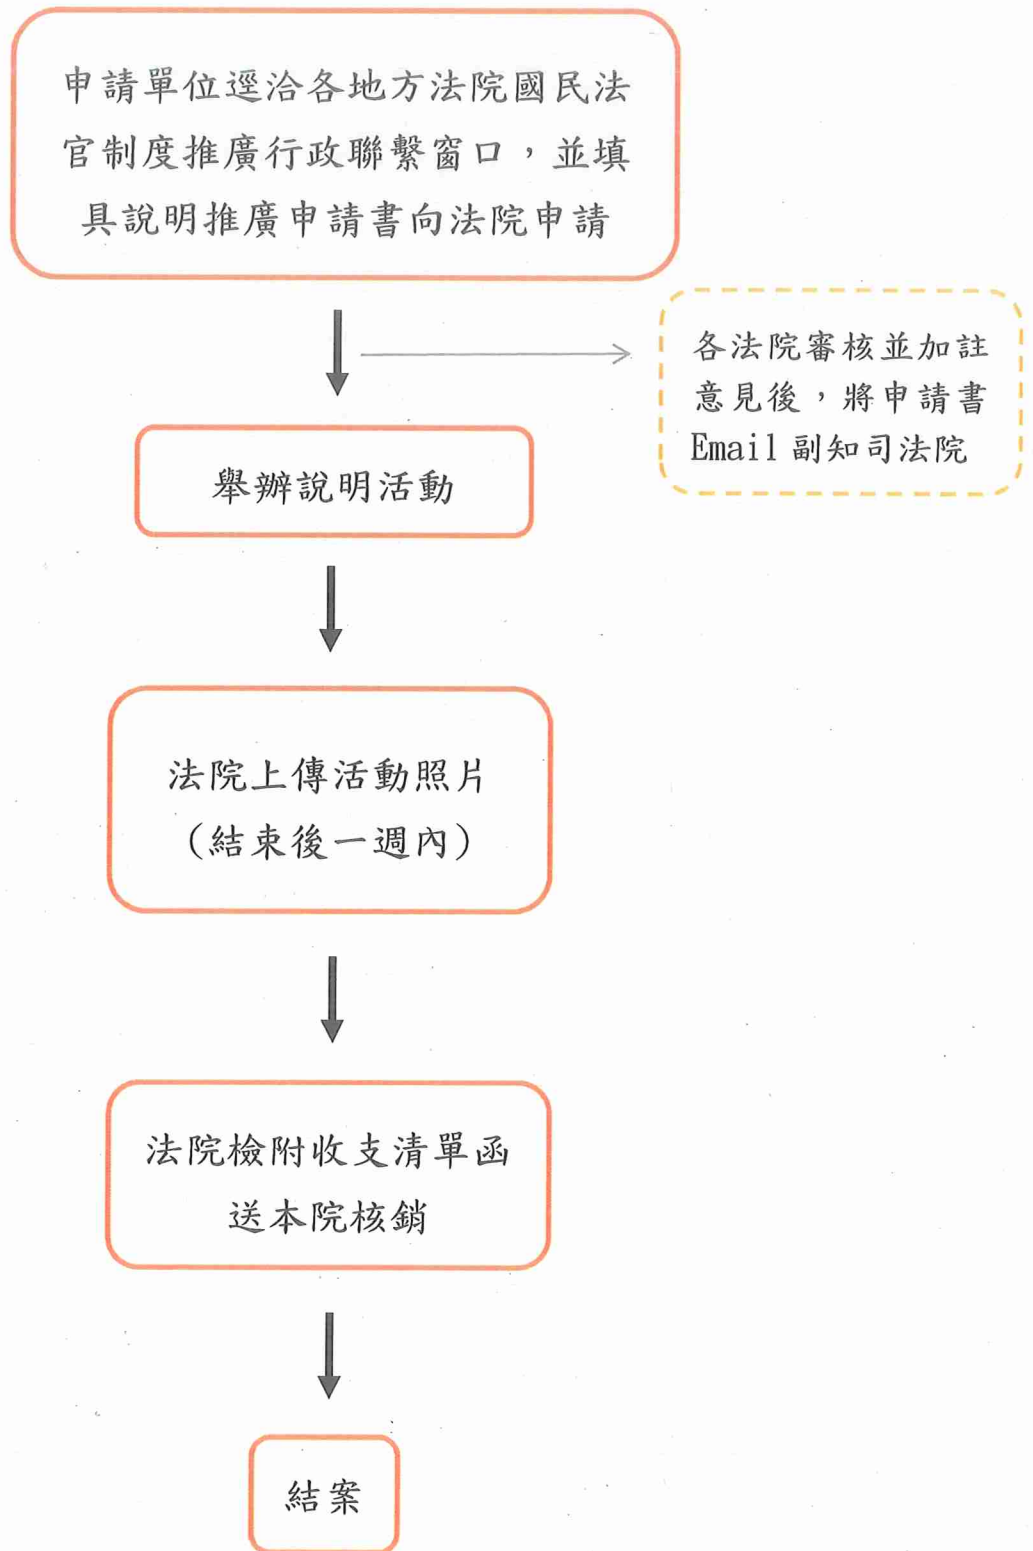 申請單位逕洽各地方法院國民法
官制度推廣行政聯繫窗口，並填
具說明推廣申請書向法院申請
各法院審核並加註
意見後，將申請書
Email 副知司法院
舉辦說明活動
法院上傳活動照片
(結束後一週內)
法院檢附收支清單函
送本院核銷
結案